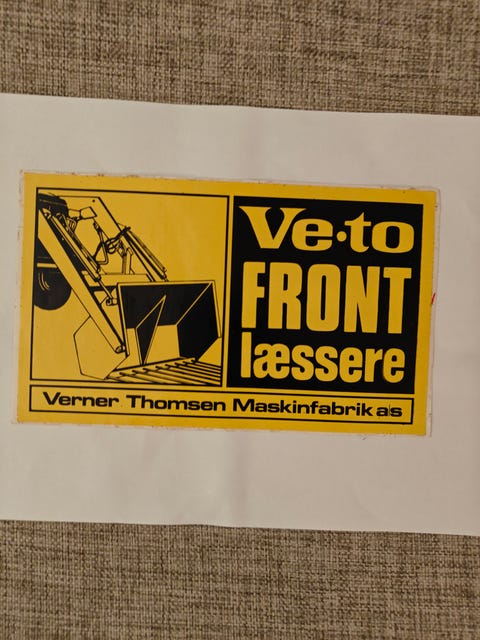 Ve·to
FRONT
læssere
Verner Thomsen Maskinfabrik a/s